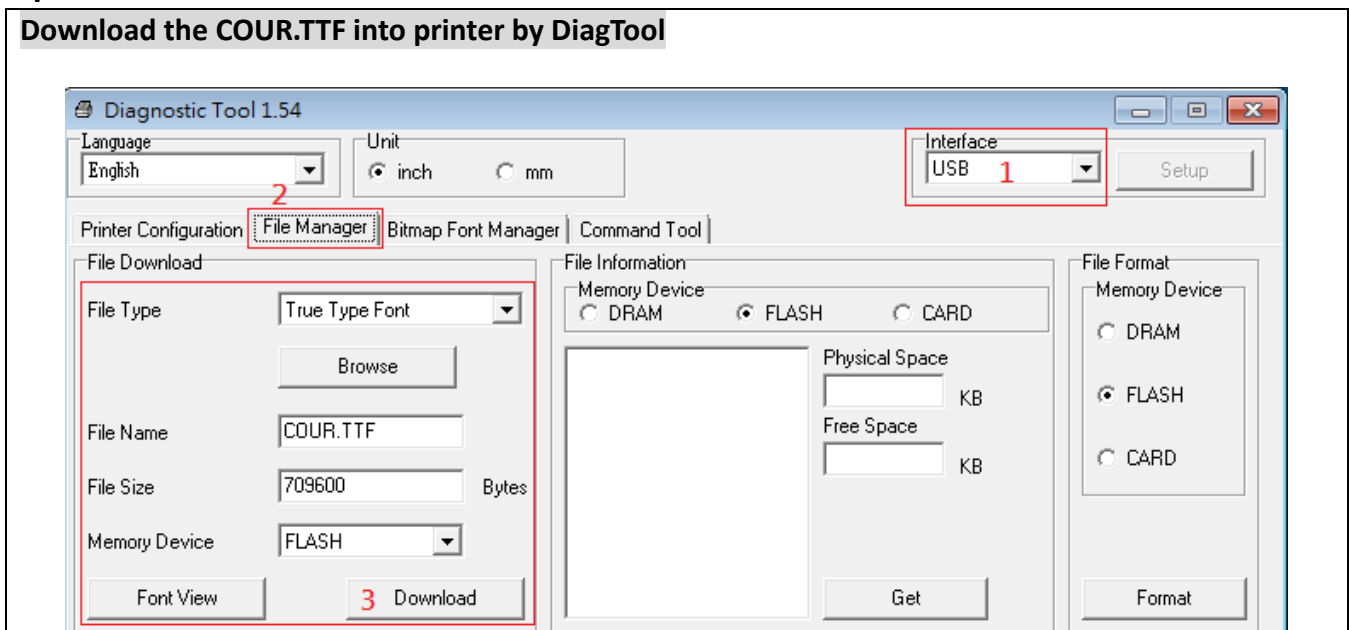 Download the COUR.TTF into printer by DiagTool
Diagnostic Tool 1.54
Language
English
2
Unit
inch
mm
Interface
USB
1
Setup
Printer Configuration
File Manager
Bitmap Font Manager
Command Tool
File Download
File Type
True Type Font
Browse
File Name
COUR.TTF
File Size
709600
Bytes
Memory Device
FLASH
Font View
3
Download
File Information
Memory Device
DRAM
FLASH
CARD
Physical Space
KB
Free Space
KB
Get
File Format
Memory Device
DRAM
FLASH
CARD
Format